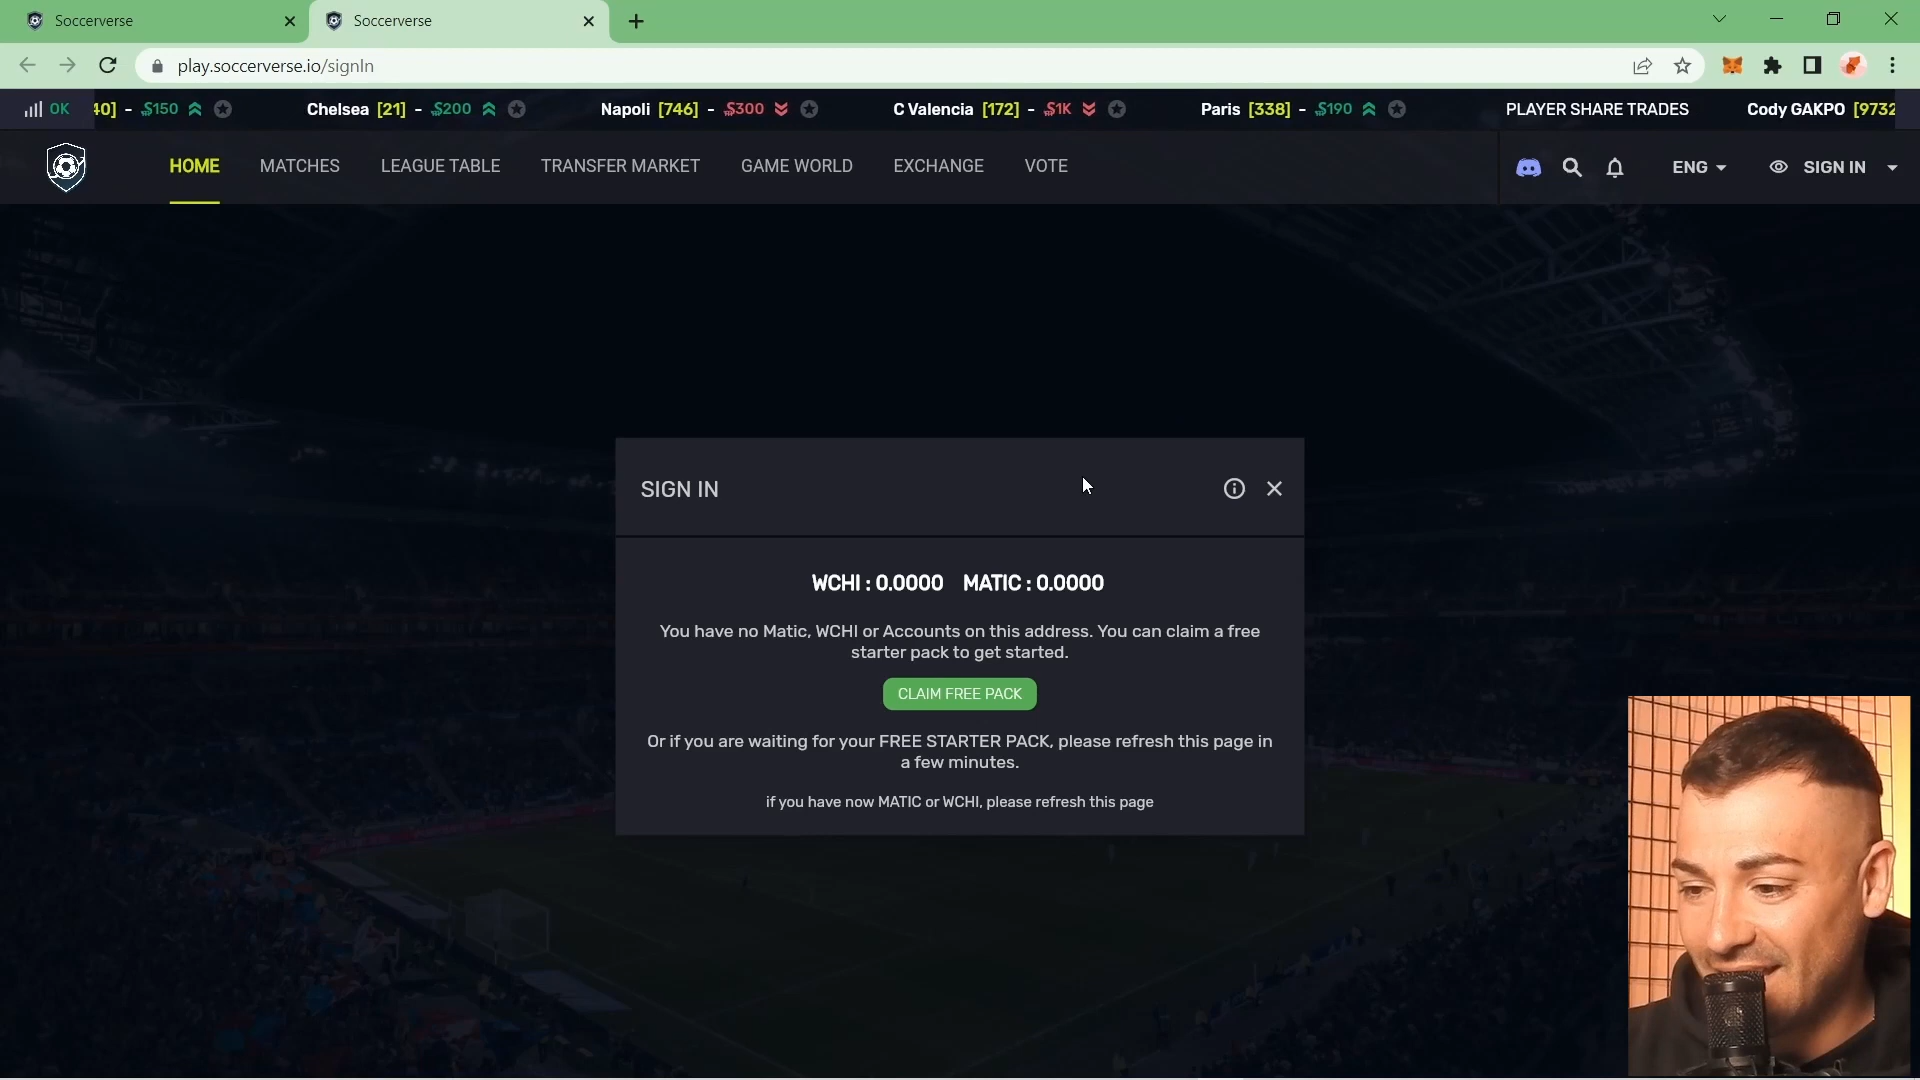 Soccerverse
Soccerverse
play.soccerverse.io/signIn
OK
40] - $150
Chelsea [21] - $200
Napoli [746] - $300
C Valencia [172] - $1K
Paris [338] - $190
PLAYER SHARE TRADES
Cody GAKPO [9732
HOME
MATCHES
LEAGUE TABLE
TRANSFER MARKET
GAME WORLD
EXCHANGE
VOTE
ENG
SIGN IN
SIGN IN
WCHI : 0.0000 MATIC : 0.0000
You have no Matic, WCHI or Accounts on this address. You can claim a free
starter pack to get started.
CLAIM FREE PACK
Or if you are waiting for your FREE STARTER PACK, please refresh this page in
a few minutes.
if you have now MATIC or WCHI, please refresh this page